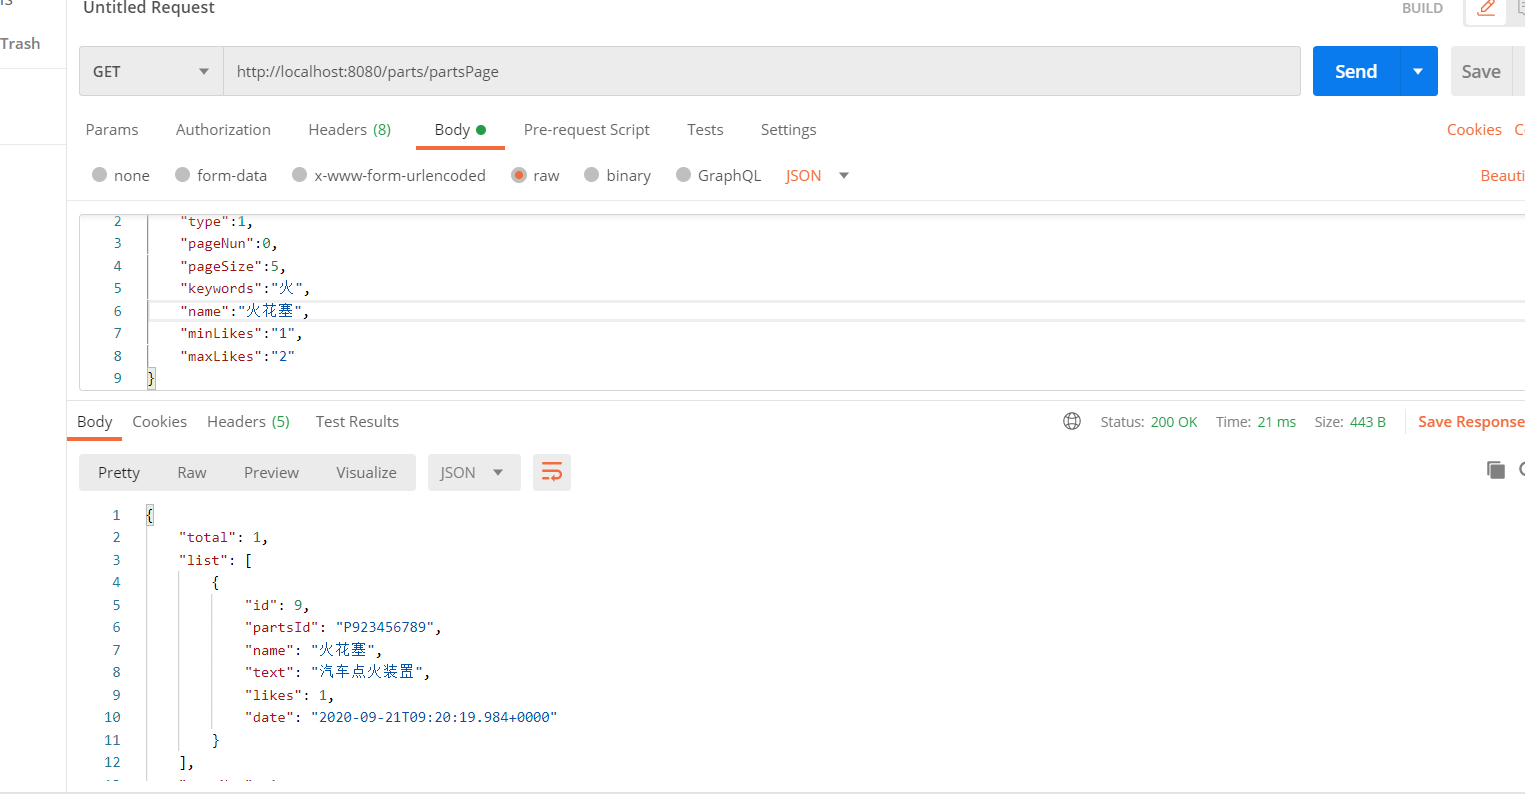 Untitled Request
BUILD
Trash
GET
http://localhost:8080/parts/partsPage
Send
Save
Params Authorization Headers (8) Body Pre-request Script Tests Settings
Cookies
none form-data x-www-form-urlencoded raw binary GraphQL JSON
Beauti
2 "type":1,
3 "pageNun":0,
4 "pageSize":5,
5 "keywords":"火",
6 "name":"火花塞",
7 "minLikes":"1",
8 "maxLikes":"2"
9 }
Body Cookies Headers (5) Test Results
Status: 200 OK Time: 21 ms Size: 443 B Save Response
Pretty Raw Preview Visualize JSON
1 {
2 "total": 1,
3 "list": [
4 {
5 "id": 9,
6 "partsId": "P923456789",
7 "name": "火花塞",
8 "text": "汽车点火装置",
9 "likes": 1,
10 "date": "2020-09-21T09:20:19.984+0000"
11 }
12 ],